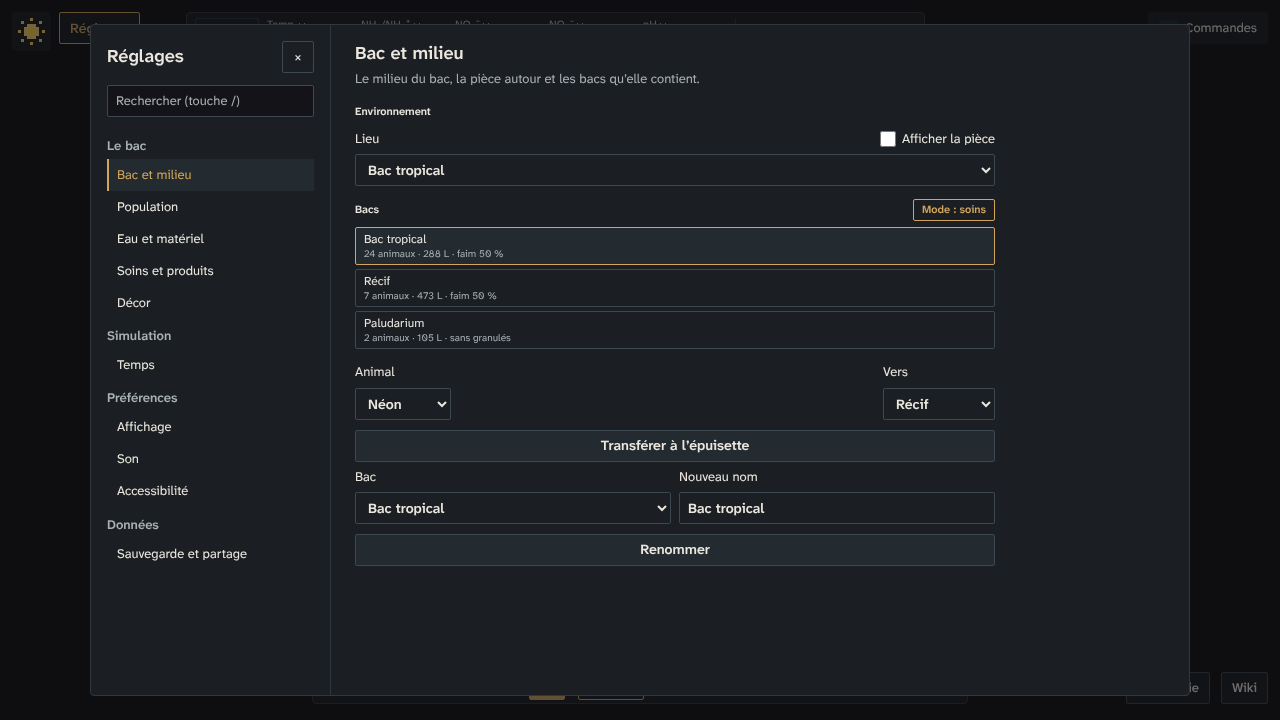 Réglages
×
Rechercher (touche /)
Le bac
Bac et milieu
Population
Eau et matériel
Soins et produits
Décor
Simulation
Temps
Préférences
Affichage
Son
Accessibilité
Données
Sauvegarde et partage
Bac et milieu
Le milieu du bac, la pièce autour et les bacs qu'elle contient.
Environnement
Lieu
Afficher la pièce
Bac tropical
Bacs
Mode : soins
Bac tropical
24 animaux · 288 L · faim 50 %
Récif
7 animaux · 473 L · faim 50 %
Paludarium
2 animaux · 105 L · sans granulés
Animal
Vers
Néon
Récif
Transférer à l'épuisette
Bac
Nouveau nom
Bac tropical
Bac tropical
Renommer
Commandes
Wiki